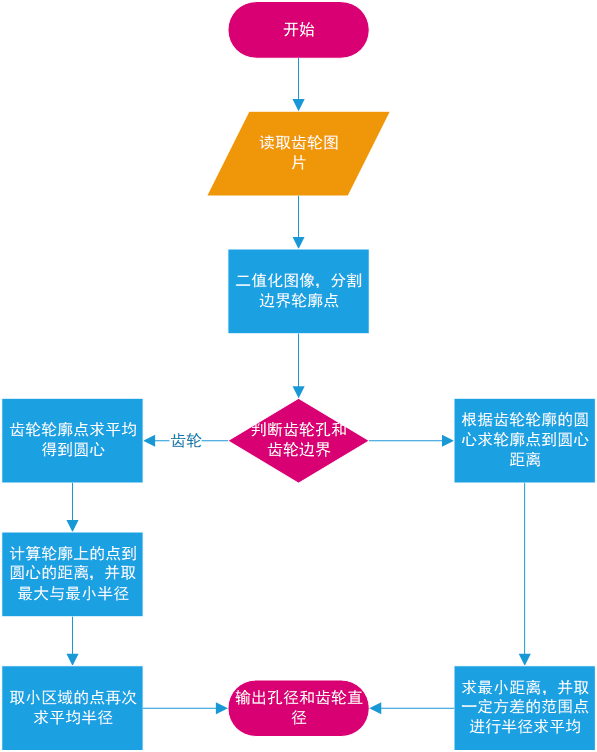 开始
读取齿轮图
片
二值化图像，分割
边界轮廓点
判断齿轮孔和
齿轮边界
齿轮
齿轮轮廓点求平均
得到圆心
计算轮廓上的点到
圆心的距离，并取
最大与最小半径
取小区域的点再次
求平均半径
根据齿轮轮廓的圆
心求轮廓点到圆心
距离
求最小距离，并取
一定方差的范围点
进行半径求平均
输出孔径和齿轮直
径